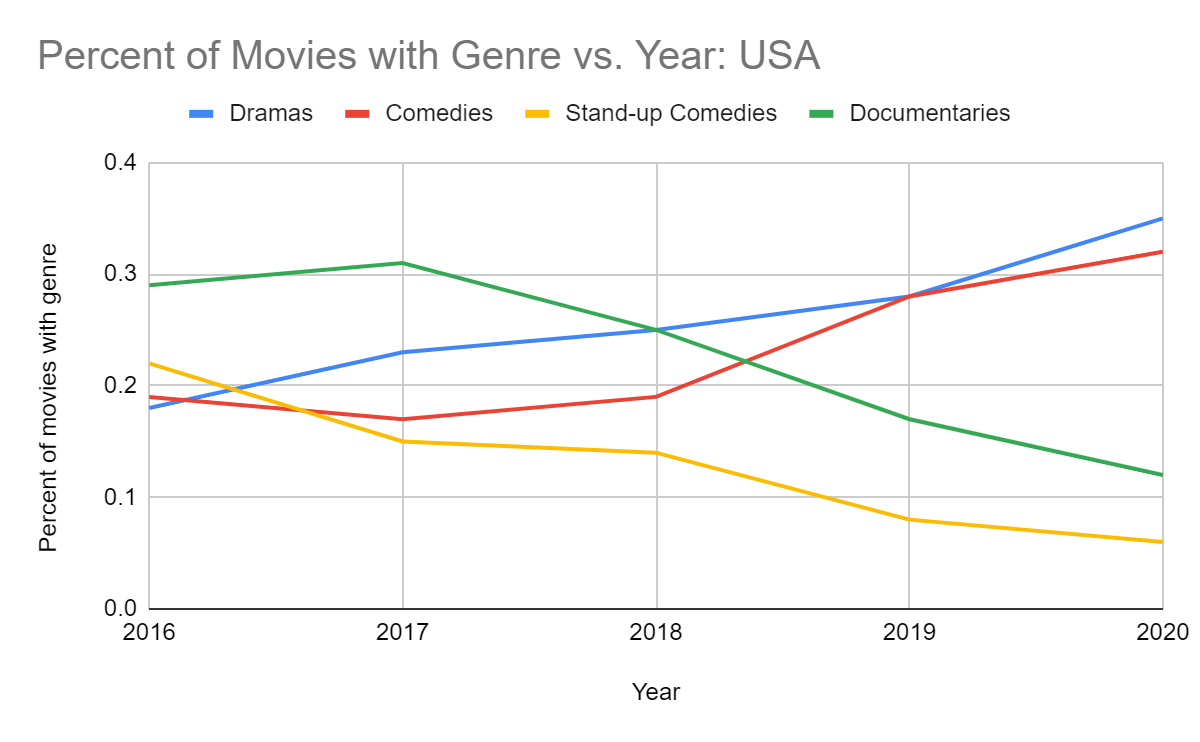 Percent of Movies with Genre vs. Year: USA
Dramas Comedies Stand-up Comedies Documentaries
Percent of movies with genre
0.4
0.3
0.2
0.1
0.0
2016 2017 2018 2019 2020
Year